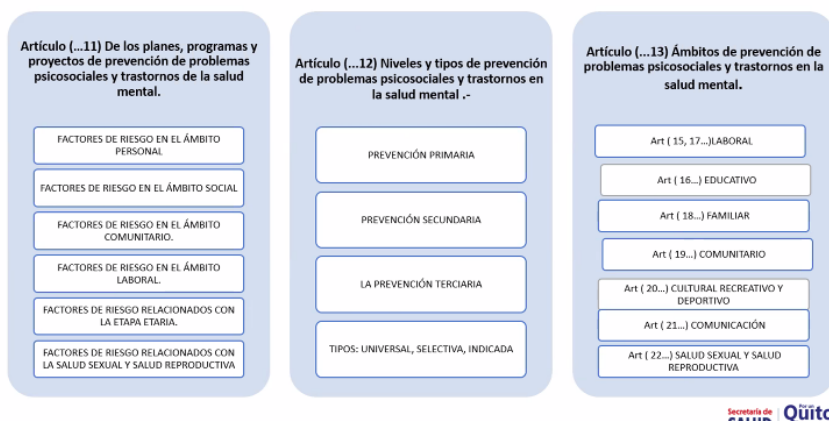 Artículo (...11) De los planes, programas y
proyectos de prevención de problemas
psicosociales y trastornos de la salud
mental.
FACTORES DE RIESGO EN EL ÁMBITO
PERSONAL
FACTORES DE RIESGO EN EL ÁMBITO SOCIAL
FACTORES DE RIESGO EN EL ÁMBITO
COMUNITARIO.
FACTORES DE RIESGO EN EL ÁMBITO
LABORAL.
FACTORES DE RIESGO RELACIONADOS CON
LA ETAPA ETARIA.
FACTORES DE RIESGO RELACIONADOS CON
LA SALUD SEXUAL Y SALUD REPRODUCTIVA
Artículo (...12) Niveles y tipos de prevención
de problemas psicosociales y trastornos en
la salud mental .-
PREVENCIÓN PRIMARIA
PREVENCIÓN SECUNDARIA
LA PREVENCIÓN TERCIARIA
TIPOS: UNIVERSAL, SELECTIVA, INDICADA
Artículo (...13) Ámbitos de prevención de
problemas psicosociales y trastornos en la
salud mental.
Art ( 15, 17...)LABORAL
Art ( 16...) EDUCATIVO
Art ( 18...) FAMILIAR
Art ( 19...) COMUNITARIO
Art ( 20...) CULTURAL RECREATIVO Y
DEPORTIVO
Art ( 21...) COMUNICACIÓN
Art ( 22...) SALUD SEXUAL Y SALUD
REPRODUCTIVA
Secretaría de
SALUD
Por un
Quito